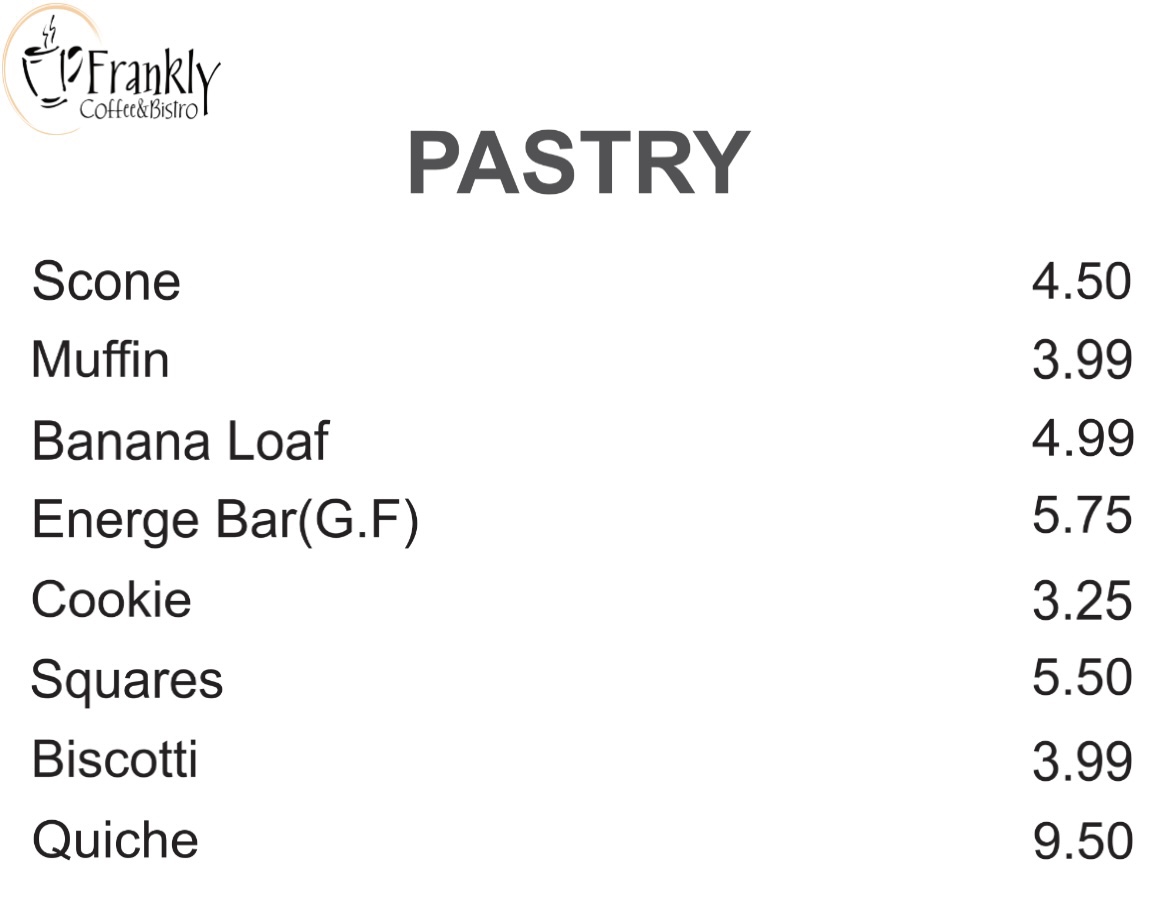 Frankly
Coffee&Bistro
PASTRY
Scone 4.50
Muffin 3.99
Banana Loaf 4.99
Energe Bar(G.F) 5.75
Cookie 3.25
Squares 5.50
Biscotti 3.99
Quiche 9.50